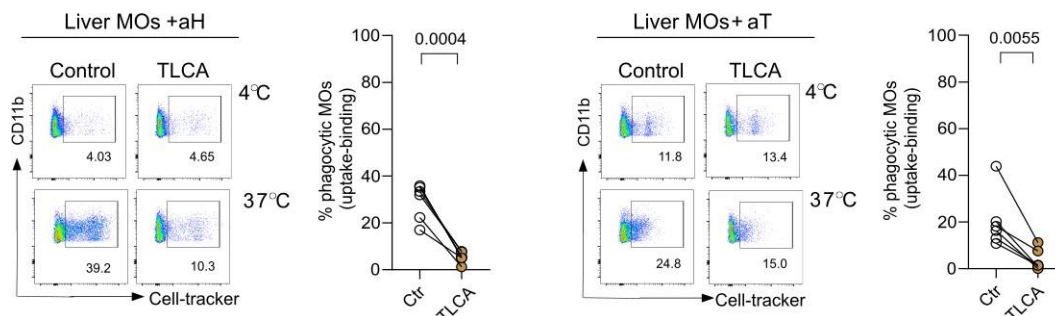 Liver MOs +aH
Control TLCA
4°C
CD11b
4.03 4.65
37°C
39.2 10.3
Cell-tracker
0.0004
% phagocytic MOs
(uptake-binding)
100
80
60
40
20
0
Ctr TLCA
Liver MOs+ aT
Control TLCA
4°C
CD11b
11.8 13.4
37°C
24.8 15.0
Cell-tracker
0.0055
% phagocytic MOs
(uptake-binding)
100
80
60
40
20
0
Ctr TLCA